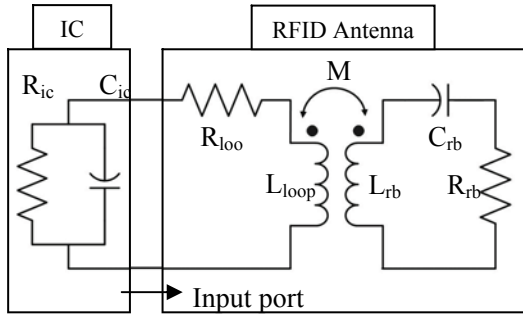 IC
RFID Antenna
R_ic
C_ic
M
R_loo
C_rb
L_loop
L_rb
R_rb
Input port